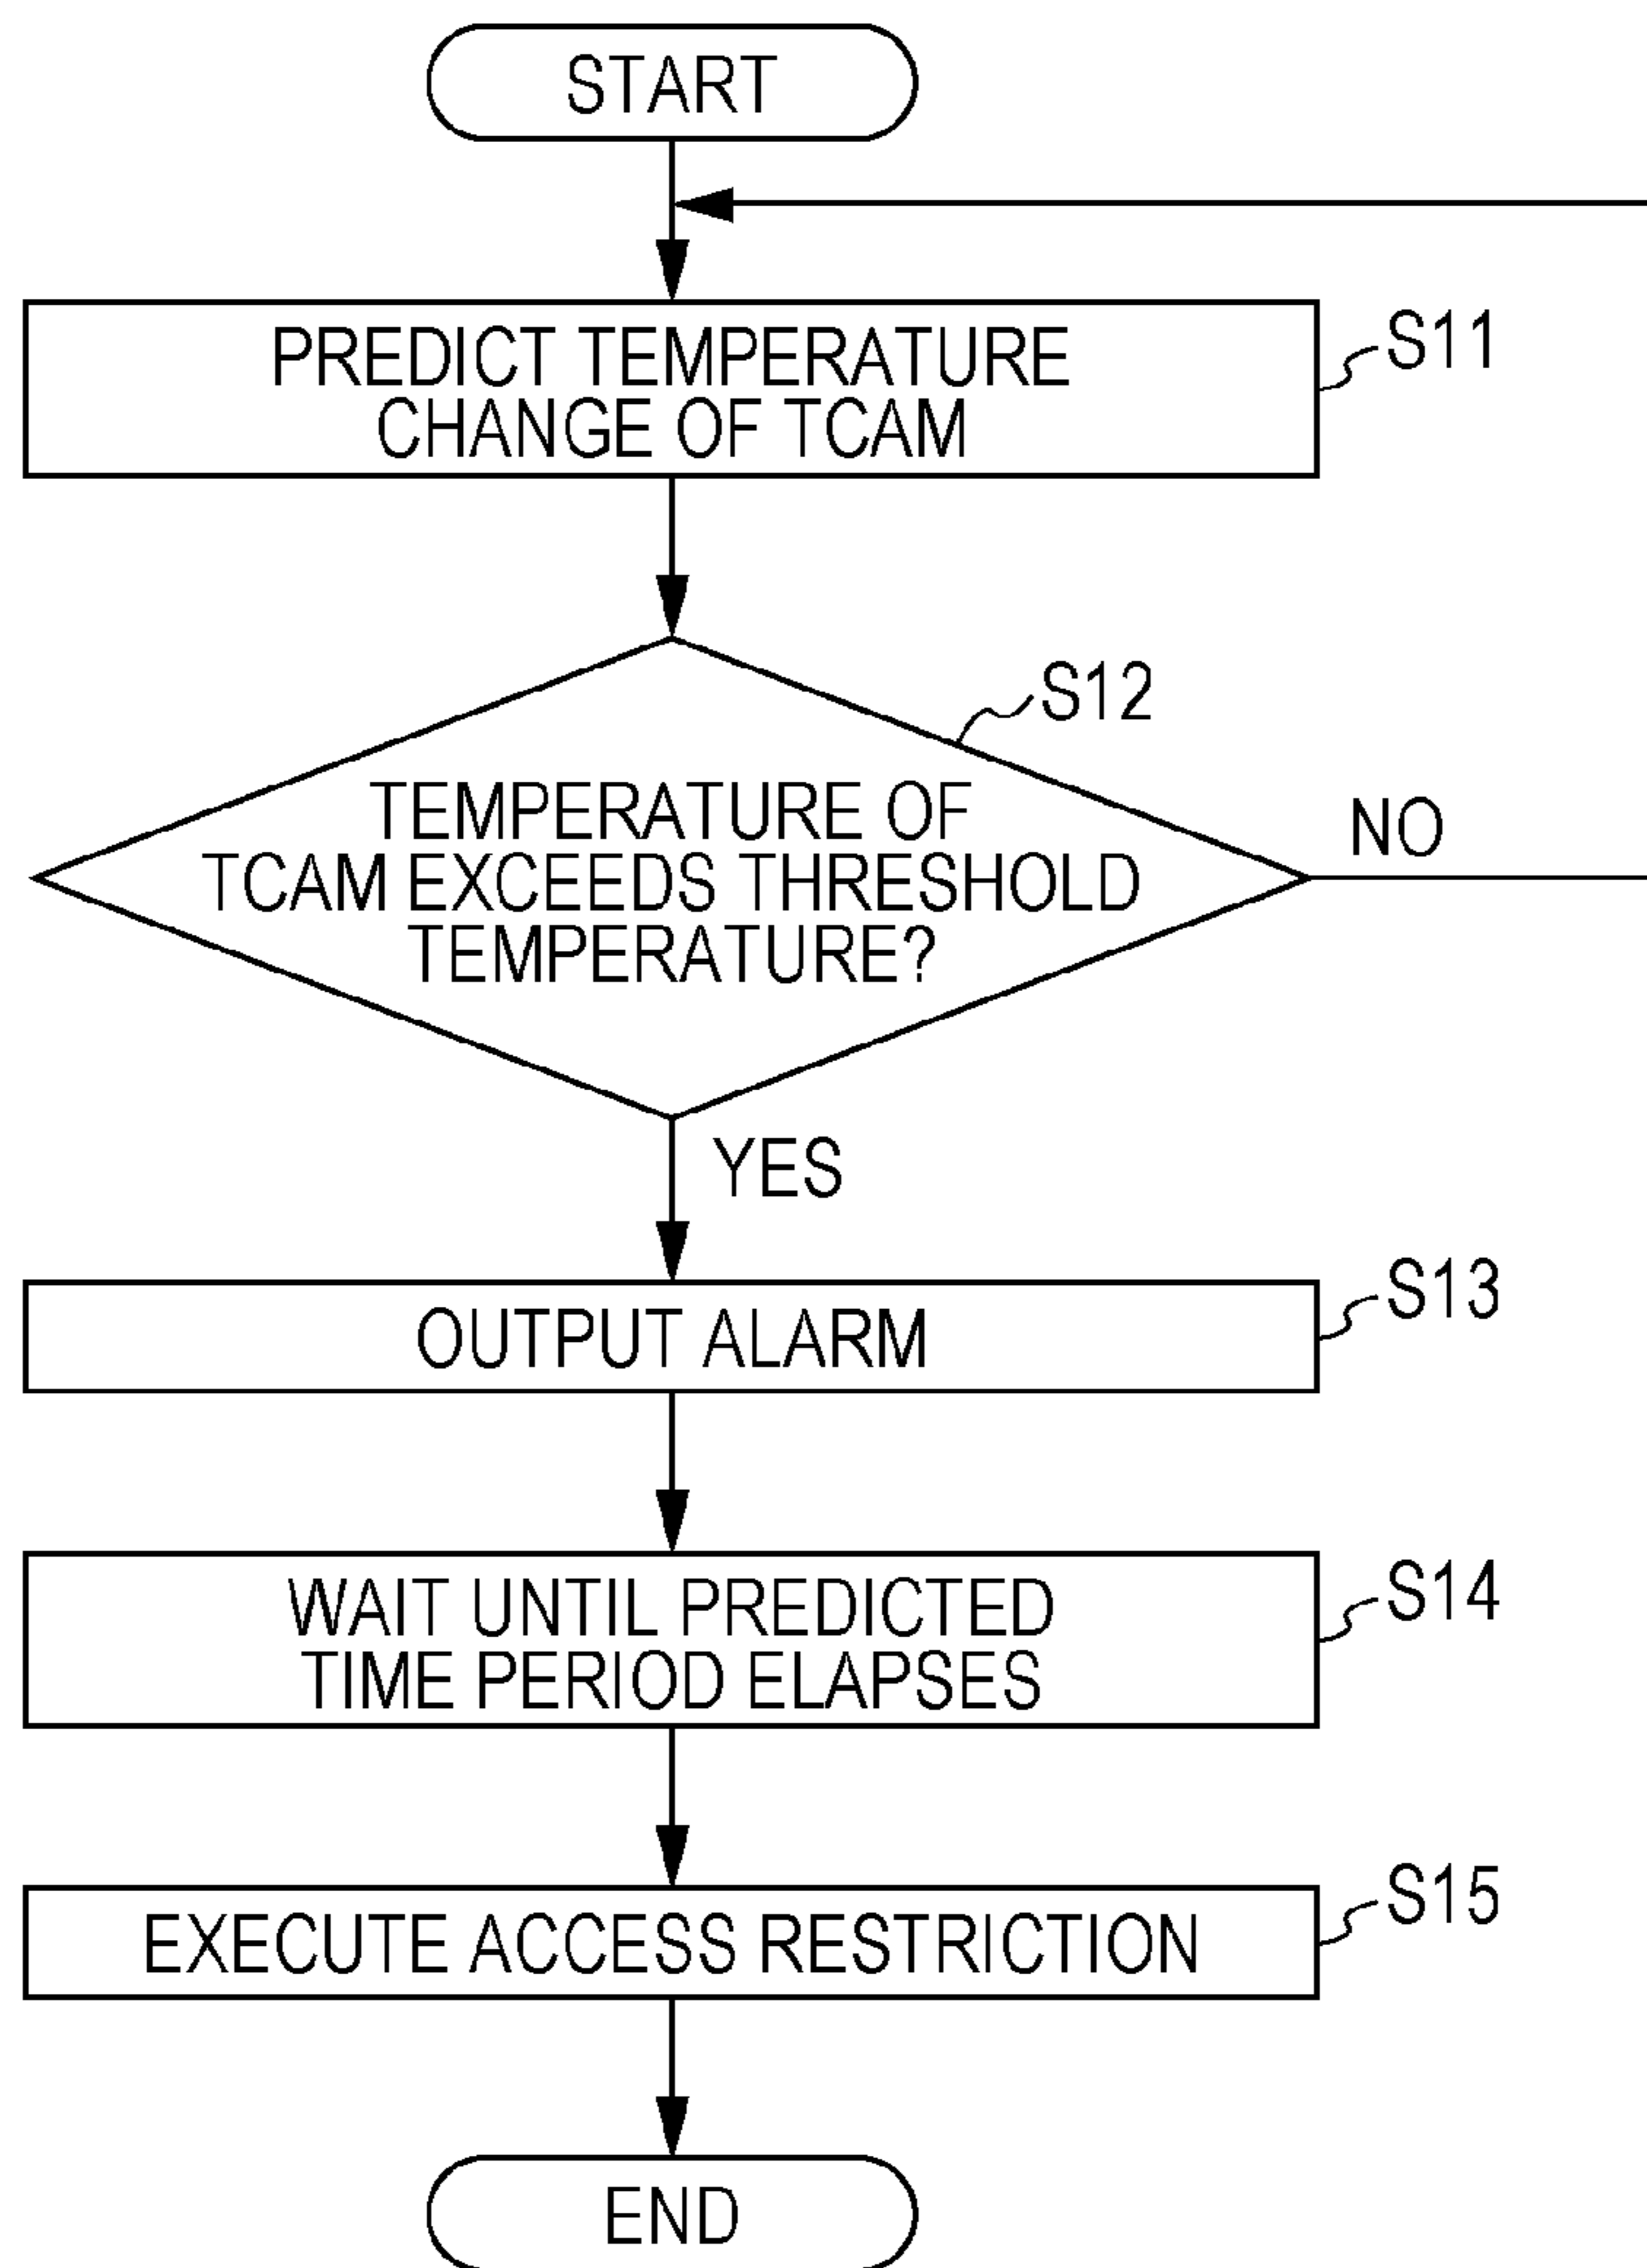 START
PREDICT TEMPERATURE
CHANGE OF TCAM
S11
S12
TEMPERATURE OF
TCAM EXCEEDS THRESHOLD
TEMPERATURE?
NO
YES
OUTPUT ALARM
S13
WAIT UNTIL PREDICTED
TIME PERIOD ELAPSES
S14
EXECUTE ACCESS RESTRICTION
S15
END